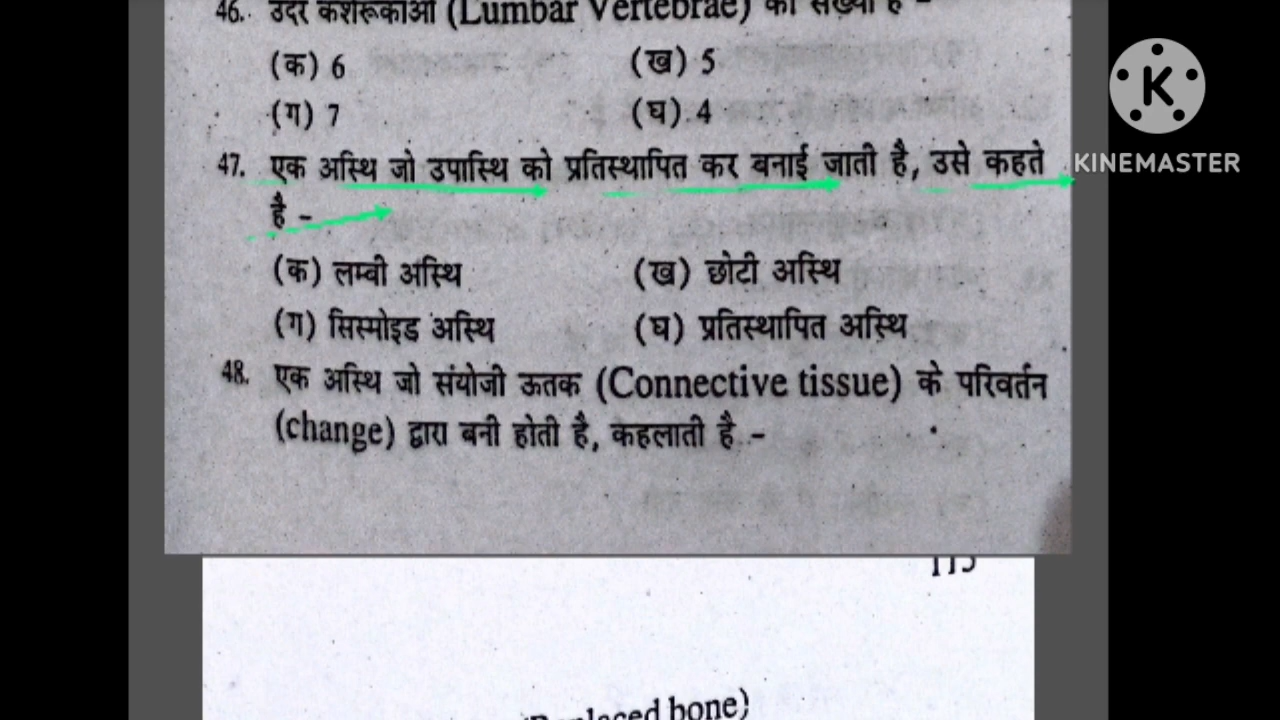 46. उदर कशेरूकाओं (Lumbar Vertebrae) की संख्या है -
(क) 6 (ख) 5
(ग) 7 (घ) 4
KINEMASTER
47. एक अस्थि जो उपास्थि को प्रतिस्थापित कर बनाई जाती है, उसे कहते
है -
(क) लम्वी अस्थि (ख) छोटी अस्थि
(ग) सिस्मोइड अस्थि (घ) प्रतिस्थापित अस्थि
48. एक अस्थि जो संयोजी ऊतक (Connective tissue) के परिवर्तन
(change) द्वारा बनी होती है, कहलाती है -
115
bone)